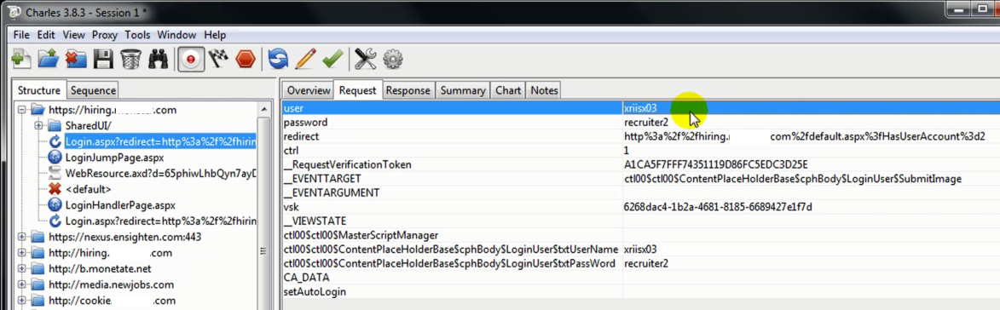 Charles 3.8.3 - Session 1 *
File Edit View Proxy Tools Window Help
Structure Sequence
https://hiring. .com
SharedUI/
Login.aspx?redirect=http%3a%2f%2fhirin
LoginJumpPage.aspx
WebResource.axd?d=65phiwLhbQyn7ayD
<default>
LoginHandlerPage.aspx
Login.aspx?redirect=http%3a%2f%2fhirin
https://nexus.ensighten.com:443
http://hiring. .com
http://b.monetate.net
http://media.newjobs.com
http://cookie. .com
Overview Request Response Summary Chart Notes
user xriisx03
password recruiter2
redirect http%3a%2f%2fhiring. com%2fdefault.aspx%3fHasUserAccount%3d2
ctrl 1
__RequestVerificationToken A1CA5F7FFF74351119D86FC5EDC3D25E
__EVENTTARGET ctl00$ctl00$ContentPlaceHolderBase$cphBody$LoginUser$SubmitImage
__EVENTARGUMENT
vsk 6268dac4-1b2a-4681-8185-6689427e1f7d
__VIEWSTATE
ctl00$ctl00$MasterScriptManager
ctl00$ctl00$ContentPlaceHolderBase$cphBody$LoginUser$txtUserName xriisx03
ctl00$ctl00$ContentPlaceHolderBase$cphBody$LoginUser$txtPassWord recruiter2
CA_DATA
setAutoLogin